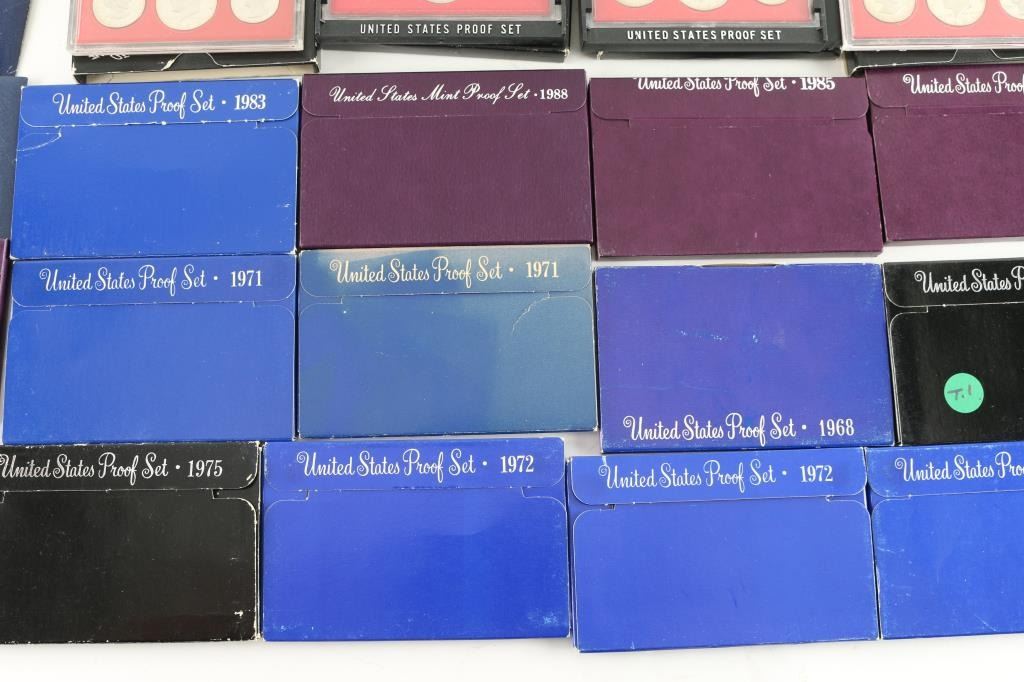 UNITED STATES PROOF SET
UNITED STATES PROOF SET
United States Proof Set · 1983
United States Mint Proof Set · 1988
United States Proof Set · 1985
United States Proo
United States Proof Set · 1971
United States Proof Set · 1971
United States Proof Set · 1968
United States P
T.1
United States Proof Set · 1975
United States Proof Set · 1972
United States Proof Set · 1972
United States Proo